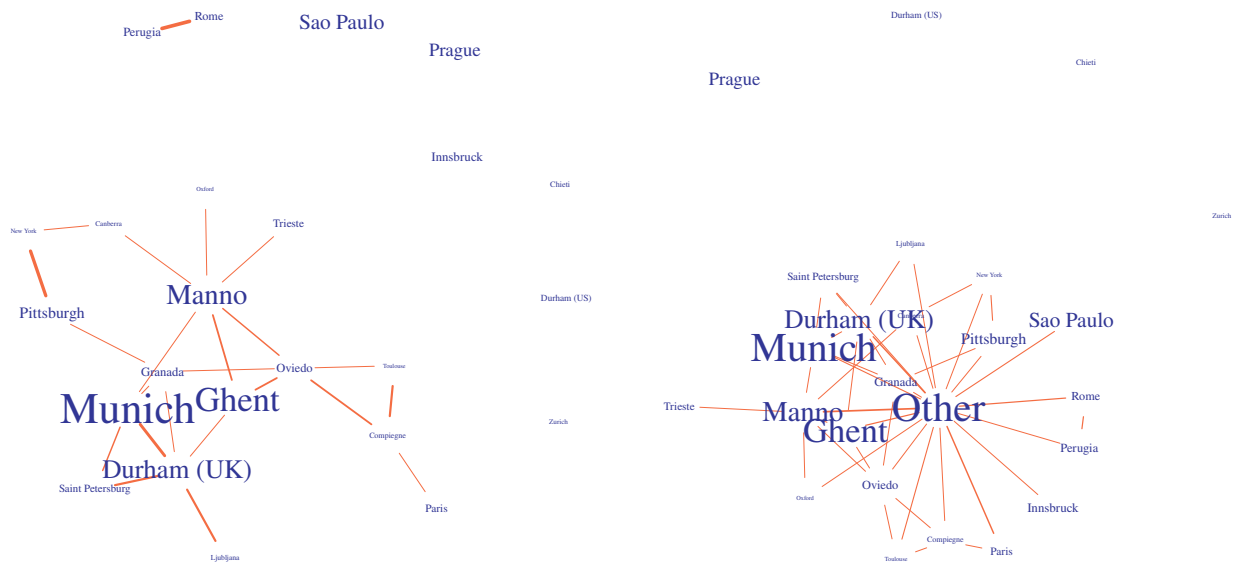 Rome
Sao Paulo
Perugia
Prague
Innsbruck
Chieti
Oxford
Canberra
New York
Trieste
Manno
Durham (US)
Pittsburgh
Granada
Oviedo
Toulouse
Munich
Ghent
Zurich
Compiegne
Durham (UK)
Saint Petersburg
Paris
Ljubljana
Durham (US)
Chieti
Prague
Zurich
Ljubljana
Saint Petersburg
New York
Durham (UK)
Canberra
Sao Paulo
Munich
Pittsburgh
Granada
Rome
Trieste
Manno
Other
Ghent
Perugia
Oviedo
Oxford
Innsbruck
Compiegne
Paris
Toulouse